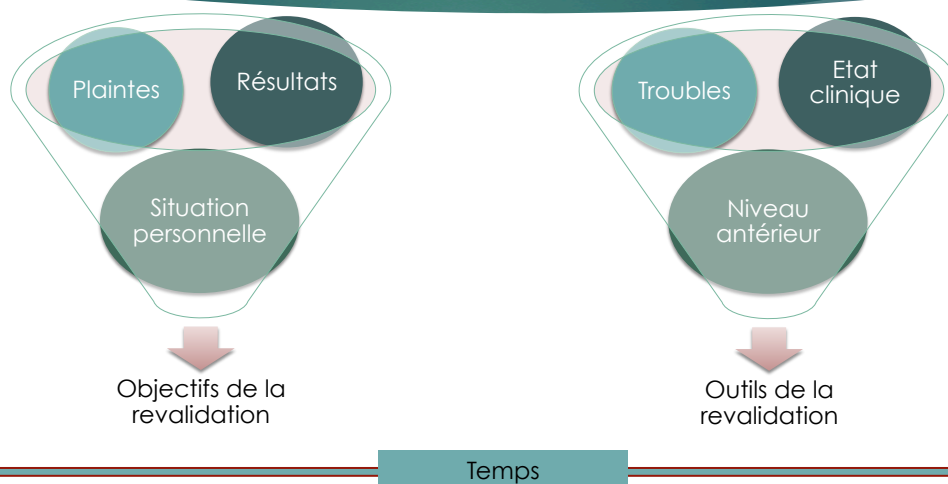 Plaintes
Résultats
Situation
personnelle
Objectifs de la
revalidation
Troubles
Etat
clinique
Niveau
antérieur
Outils de la
revalidation
Temps